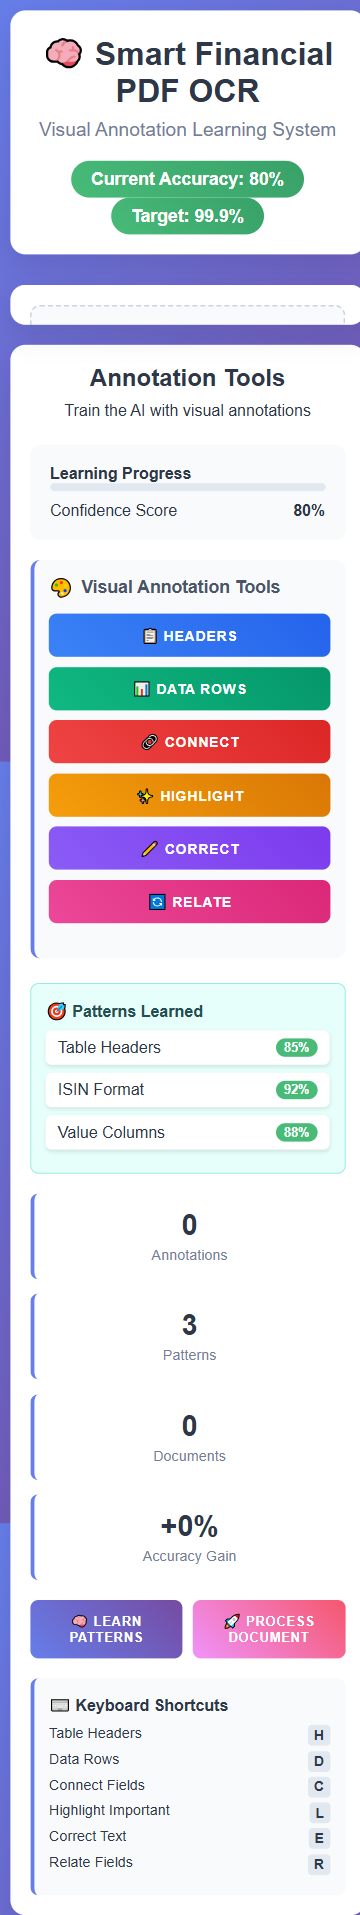 🧠 Smart Financial
PDF OCR
Visual Annotation Learning System
Current Accuracy: 80%
Target: 99.9%
Annotation Tools
Train the AI with visual annotations
Learning Progress
Confidence Score 80%
🎨 Visual Annotation Tools
📋 HEADERS
📊 DATA ROWS
🔗 CONNECT
✨ HIGHLIGHT
✏️ CORRECT
🔄 RELATE
🎯 Patterns Learned
Table Headers 85%
ISIN Format 92%
Value Columns 88%
0
Annotations
3
Patterns
0
Documents
+0%
Accuracy Gain
🧠 LEARN
PATTERNS
🚀 PROCESS
DOCUMENT
⌨️ Keyboard Shortcuts
Table Headers H
Data Rows D
Connect Fields C
Highlight Important L
Correct Text E
Relate Fields R